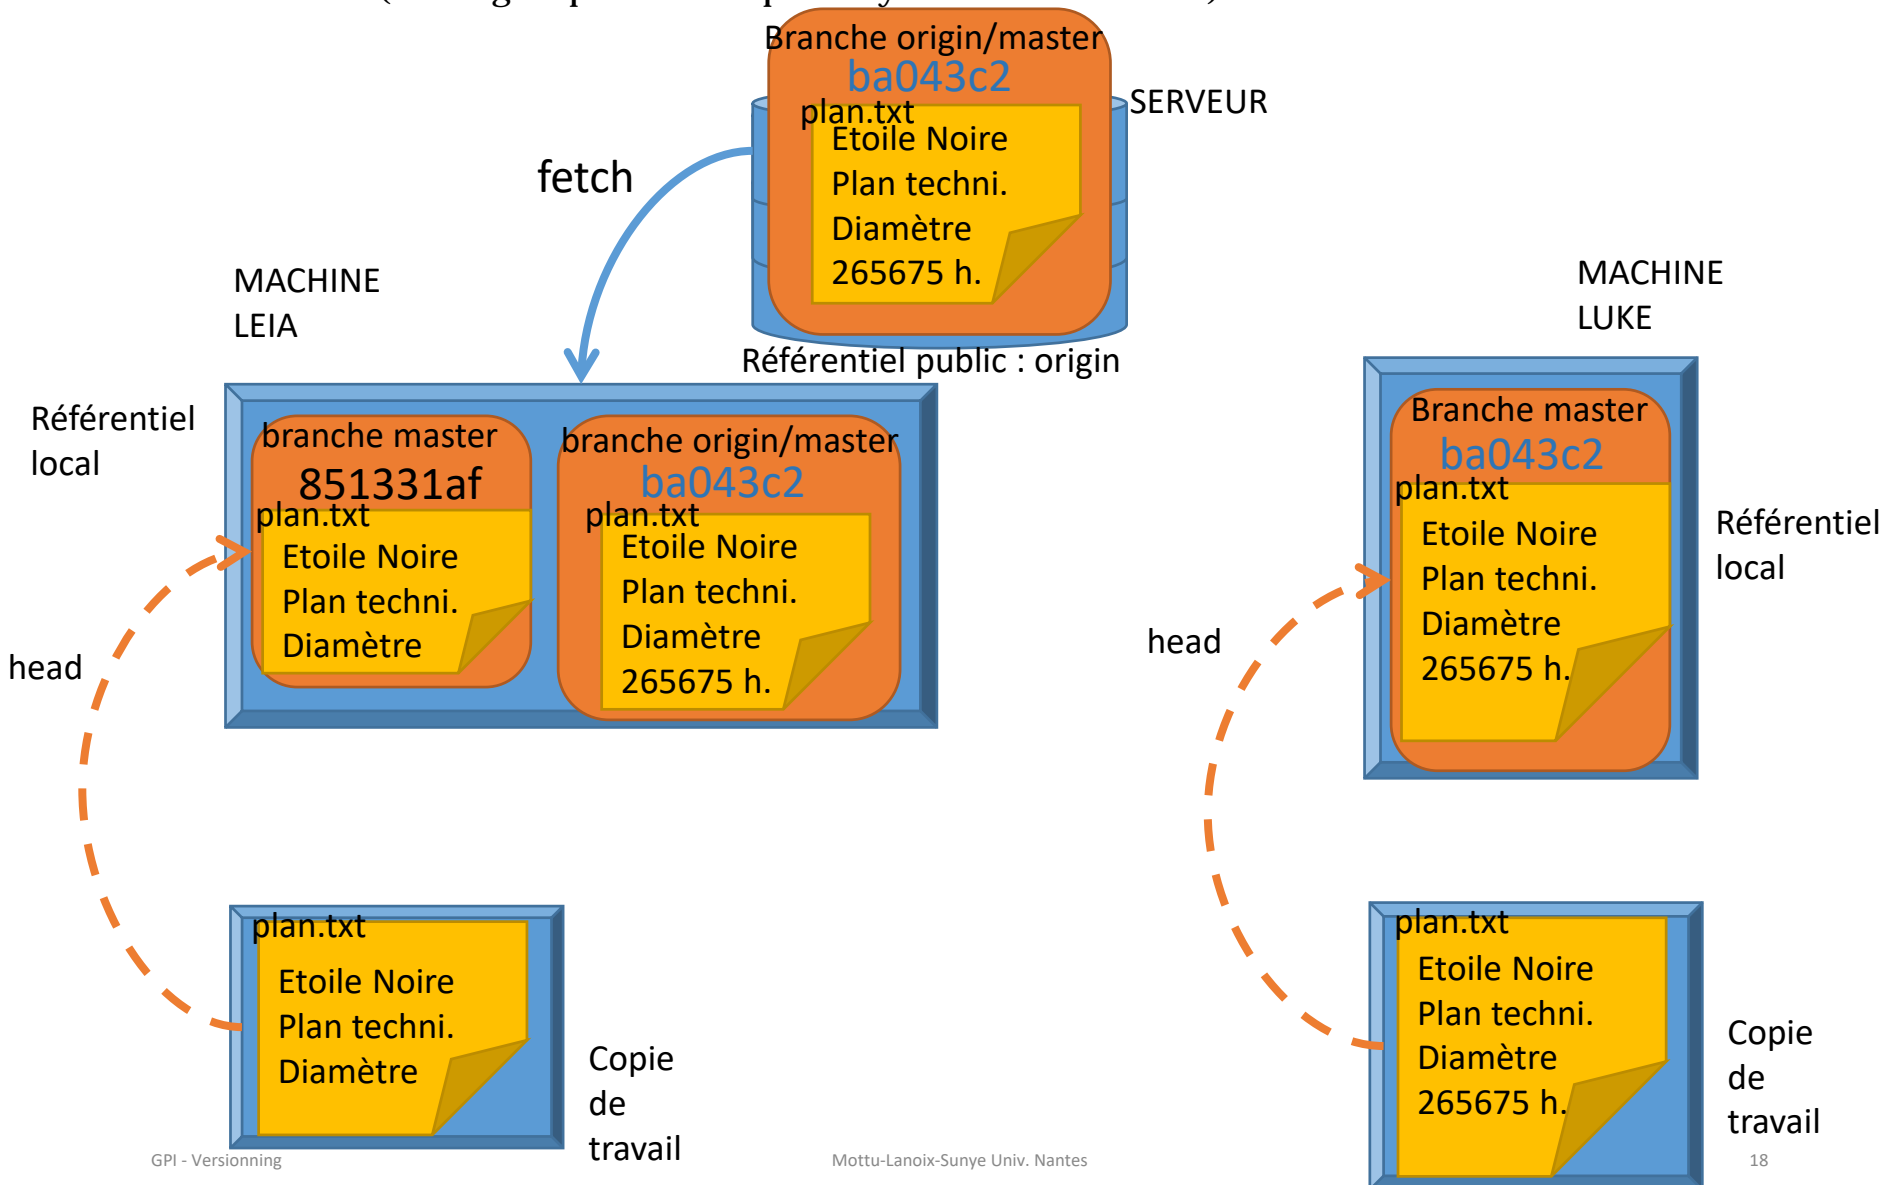 Branche origin/master
ba043c2
plan.txt
Etoile Noire
Plan techni.
Diamètre
265675 h.
SERVEUR
fetch
Référentiel public : origin
MACHINE
LEIA
Référentiel
local
branche master
851331af
plan.txt
Etoile Noire
Plan techni.
Diamètre
branche origin/master
ba043c2
plan.txt
Etoile Noire
Plan techni.
Diamètre
265675 h.
head
plan.txt
Etoile Noire
Plan techni.
Diamètre
Copie
de
travail
MACHINE
LUKE
Branche master
ba043c2
plan.txt
Etoile Noire
Plan techni.
Diamètre
265675 h.
Référentiel
local
head
plan.txt
Etoile Noire
Plan techni.
Diamètre
265675 h.
Copie
de
travail
GPI - Versionning
Mottu-Lanoix-Sunye Univ. Nantes
18